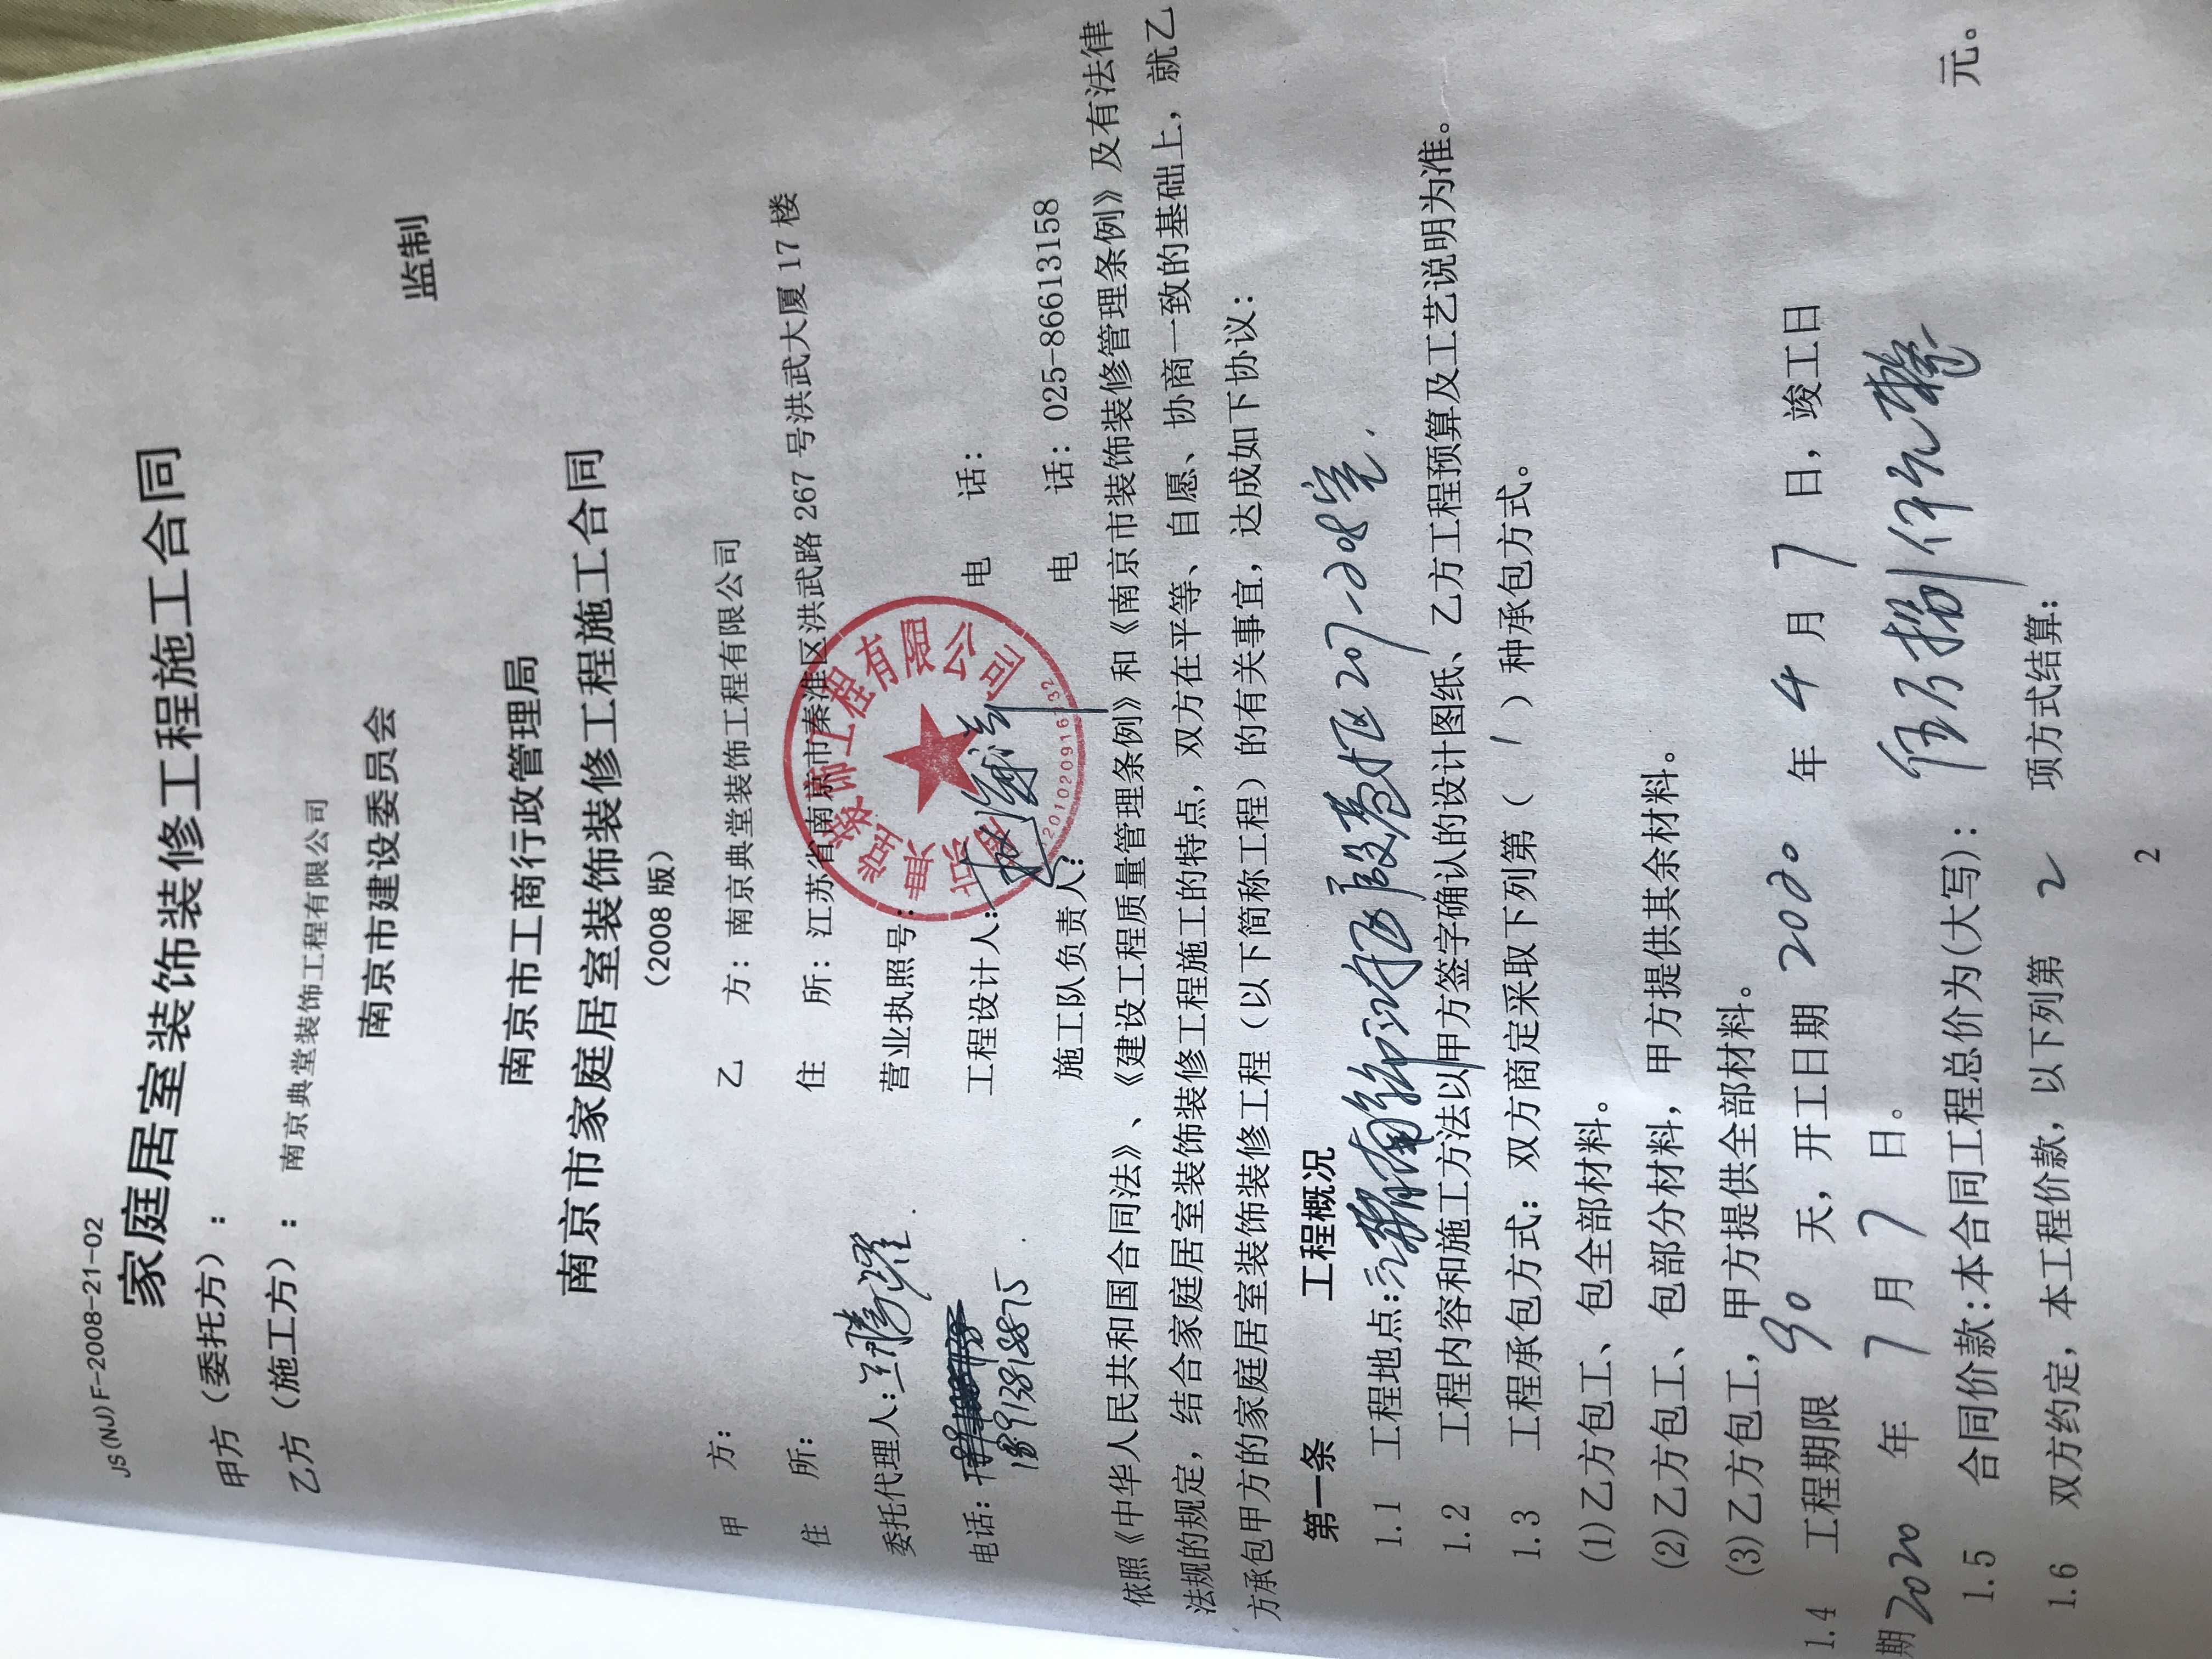 JS(NJ)F-2008-21-02
家庭居室装饰装修工程施工合同
甲方（委托方）：
乙方（施工方）： 南京典堂装饰工程有限公司
南京市建设委员会
监制
南京市工商行政管理局
南京市家庭居室装饰装修工程施工合同
（2008 版）
甲 方： 乙 方：南京典堂装饰工程有限公司
住 所： 住 所：江苏省南京市秦淮区洪武路 267 号洪武大厦 17 楼
委托代理人： 营业执照号：
电话： 工程设计人： 电 话：
18913818875
施工队负责人： 电 话：025-86613158
依照《中华人民共和国合同法》、《建设工程质量管理条例》和《南京市装饰装修管理条例》及有法律
法规的规定，结合家庭居室装饰装修工程施工的特点，双方在平等、自愿、协商一致的基础上，就乙
方承包甲方的家庭居室装饰装修工程（以下简称工程）的有关事宜，达成如下协议：
第一条 工程概况
1.1 工程地点： 207-208室.
1.2 工程内容和施工方法以甲方签字确认的设计图纸、乙方工程预算及工艺说明为准。
1.3 工程承包方式：双方商定采取下列第（ 1 ）种承包方式。
(1)乙方包工、包全部材料。
(2)乙方包工、包部分材料，甲方提供其余材料。
(3)乙方包工，甲方提供全部材料。
1.4 工程期限 90 天，开工日期 2020 年 4 月 7 日，竣工日
期 2020 年 7 月 7 日。
1.5 合同价款：本合同工程总价为(大写)： 伍万捌仟元整 元。
1.6 双方约定，本工程价款，以下列第 2 项方式结算：
2